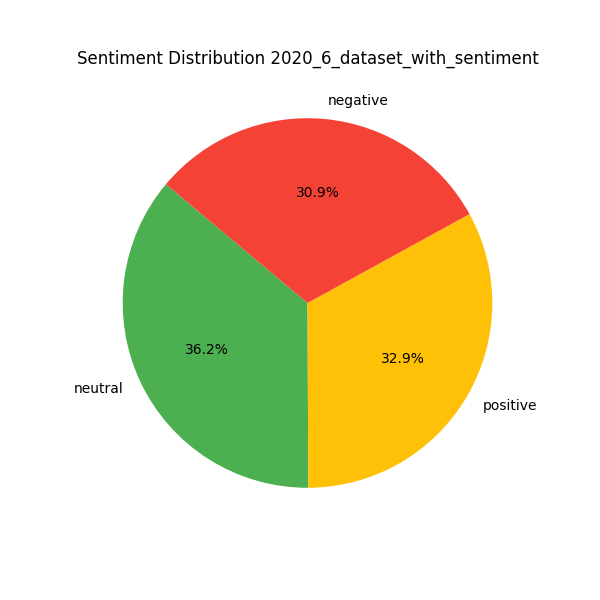 Sentiment Distribution 2020_6_dataset_with_sentiment
negative
30.9%
36.2%
32.9%
neutral
positive